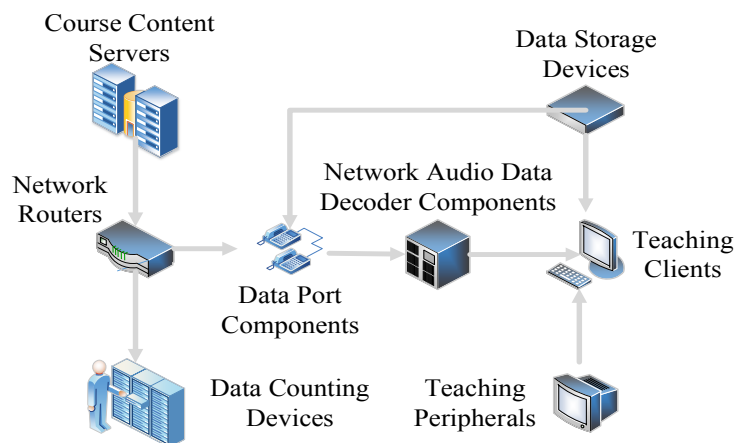 Course Content
Servers
Data Storage
Devices
Network
Routers
Network Audio Data
Decoder Components
Teaching
Clients
Data Port
Components
Data Counting
Devices
Teaching
Peripherals